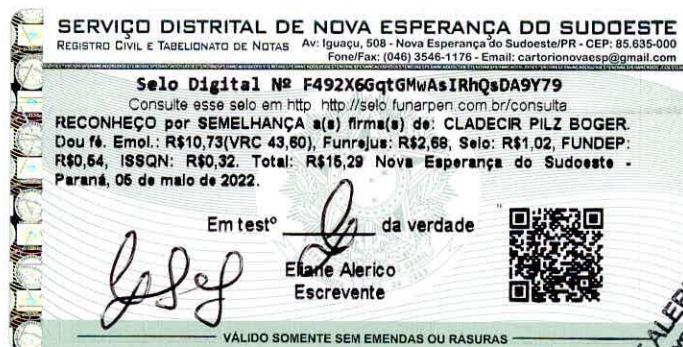 SERVIÇO DISTRITAL DE NOVA ESPERANÇA DO SUDOESTE
REGISTRO CIVIL E TABELIONATO DE NOTAS Av: Iguaçu, 508 - Nova Esperança do Sudoeste/PR - CEP: 85.635-000
Fone/Fax: (046) 3546-1176 - Email: cartorionovaesp@gmail.com
Selo Digital Nº F492X6GqtGMwAsIRhQsDA9Y79
Consulte esse selo em http http://selo.funarpen.com.br/consulta
RECONHEÇO por SEMELHANÇA a(s) firma(s) de: CLADECIR PILZ BOGER.
Dou fé. Emol.: R$10,73(VRC 43,60), Funrejus: R$2,68, Selo: R$1,02, FUNDEP:
R$0,54, ISSQN: R$0,32. Total: R$15,29 Nova Esperança do Sudoeste -
Paraná, 05 de maio de 2022.
Em testº da verdade
Eliane Alerico
Escrevente
VÁLIDO SOMENTE SEM EMENDAS OU RASURAS